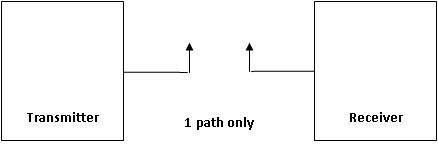 Transmitter
1 path only
Receiver